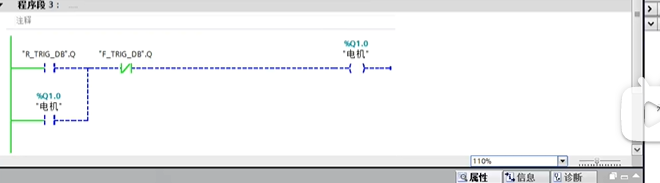 程序段 3：
注释
"R_TRIG_DB".Q
"F_TRIG_DB".Q
%Q1.0
"电机"
%Q1.0
"电机"
110%
属性
信息
诊断